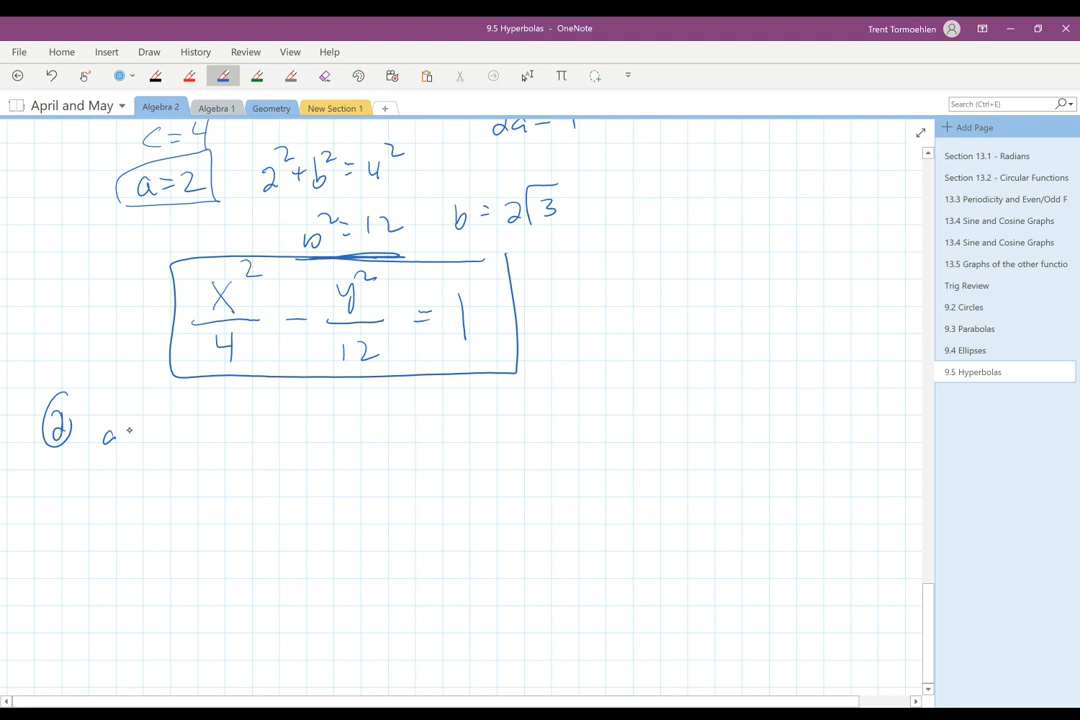 9.5 Hyperbolas - OneNote
Trent Tormoehlen
File Home Insert Draw History Review View Help
April and May
Algebra 2
Algebra 1
Geometry
New Section 1
Search (Ctrl+E)
Add Page
Section 13.1 - Radians
Section 13.2 - Circular Functions
13.3 Periodicity and Even/Odd F
13.4 Sine and Cosine Graphs
13.4 Sine and Cosine Graphs
13.5 Graphs of the other functio
Trig Review
9.2 Circles
9.3 Parabolas
9.4 Ellipses
9.5 Hyperbolas
c = 4
a = 2
2² + b² = 4²
b² = 12
b = 2√3
x²/4 - y²/12 = 1
② a